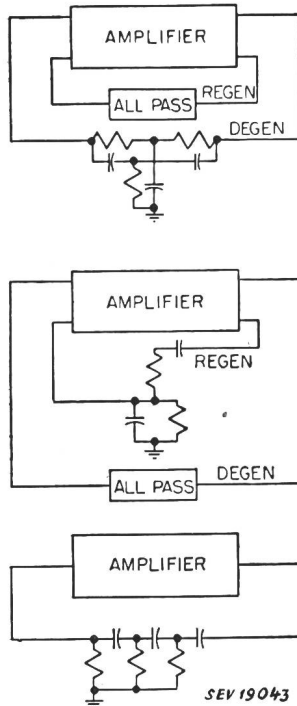 AMPLIFIER
REGEN
ALL PASS
DEGEN
AMPLIFIER
REGEN
DEGEN
ALL PASS
AMPLIFIER
SEV 19043